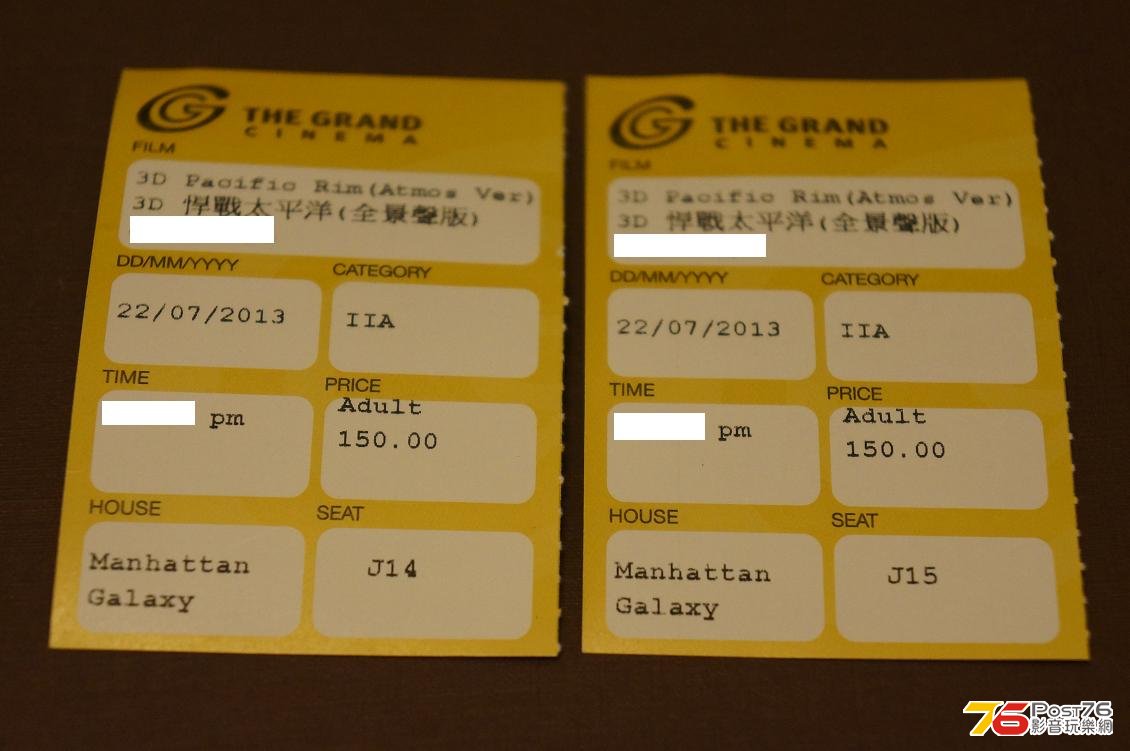 THE GRAND
CINEMA
FILM
3D Pacific Rim(Atmos Ver)
3D 悍戰太平洋(全景聲版)
DD/MM/YYYY
CATEGORY
22/07/2013
IIA
TIME
PRICE
pm
Adult
150.00
HOUSE
SEAT
Manhattan
Galaxy
J14
THE GRAND
CINEMA
FILM
3D Pacific Rim(Atmos Ver)
3D 悍戰太平洋(全景聲版)
DD/MM/YYYY
CATEGORY
22/07/2013
IIA
TIME
PRICE
pm
Adult
150.00
HOUSE
SEAT
Manhattan
Galaxy
J15
76 Post76
影音玩樂網